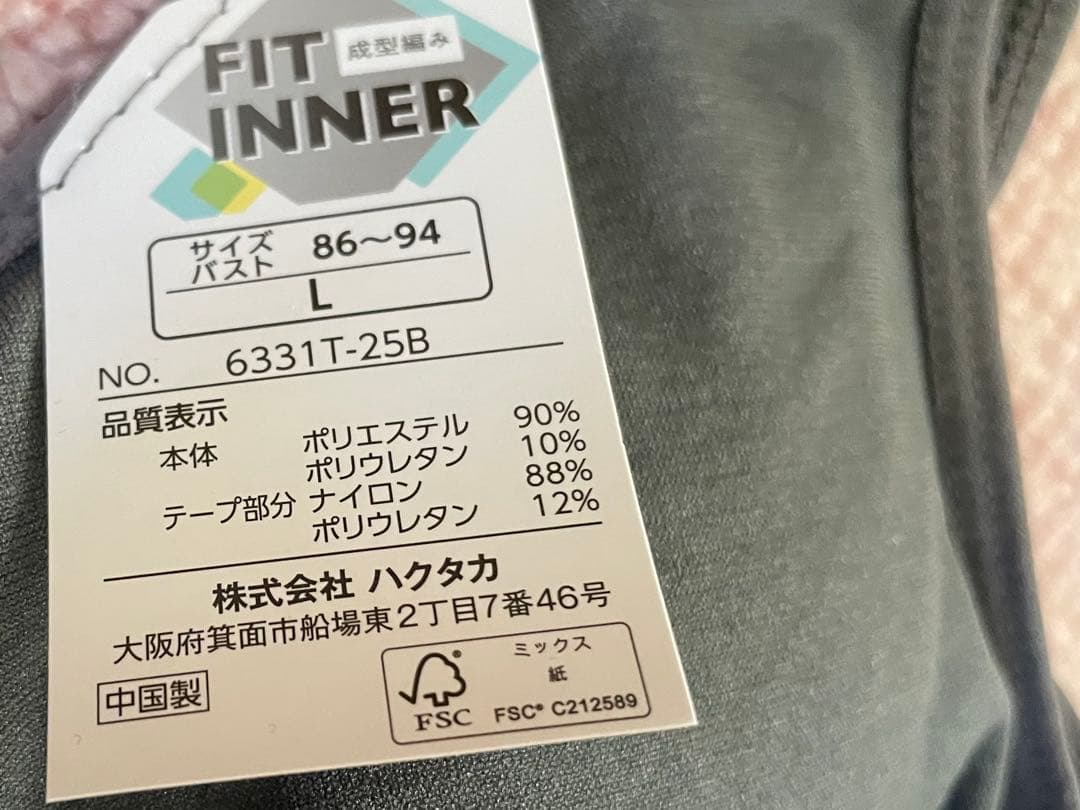 FIT 成型編み
INNER
サイズ
バスト 86〜94
L
NO. 6331T-25B
品質表示
本体 ポリエステル 90%
ポリウレタン 10%
テープ部分 ナイロン 88%
ポリウレタン 12%
株式会社 ハクタカ
大阪府箕面市船場東2丁目7番46号
中国製
FSC®
ミックス
紙
FSC® C212589